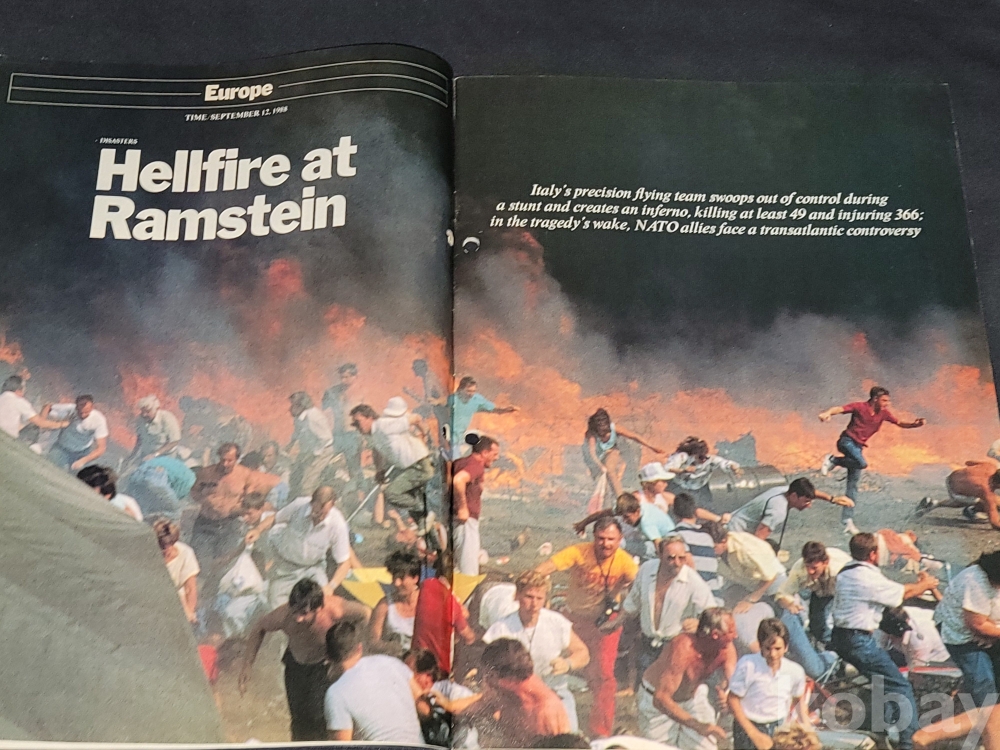 Europe
TIME/SEPTEMBER 12, 1988
DISASTERS
Hellfire at
Ramstein
Italy's precision flying team swoops out of control during
a stunt and creates an inferno, killing at least 49 and injuring 366;
in the tragedy's wake, NATO allies face a transatlantic controversy
kobay